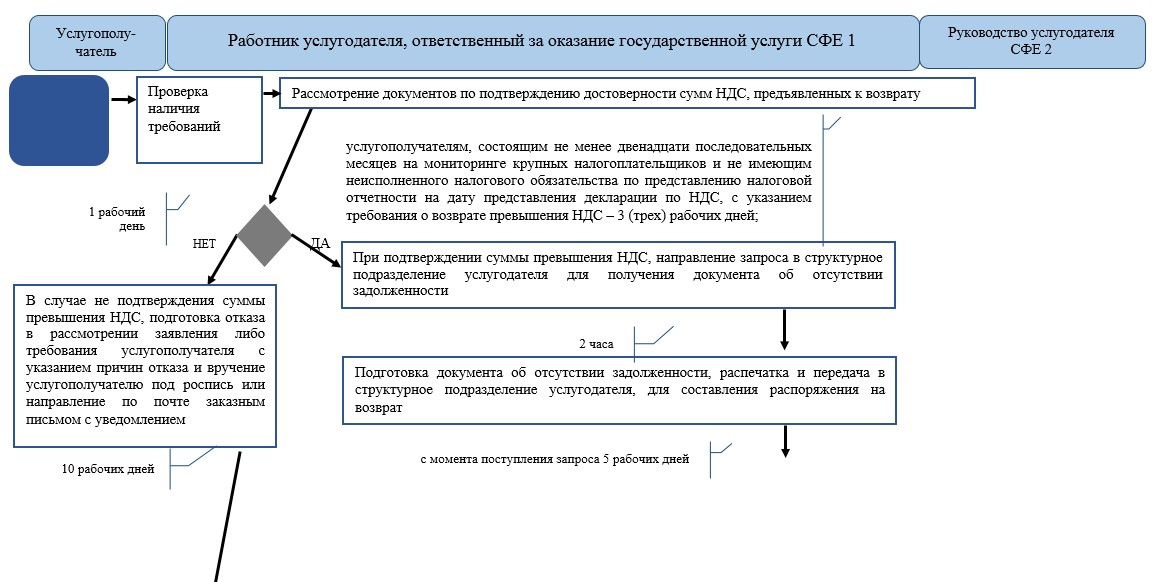 Услугополу-
чатель
Работник услугодателя, ответственный за оказание государственной услуги СФЕ 1
Руководство услугодателя
СФЕ 2
Проверка
наличия
требований
Рассмотрение документов по подтверждению достоверности сумм НДС, предъявленных к возврату
услугополучателям, состоящим не менее двенадцати последовательных
месяцев на мониторинге крупных налогоплательщиков и не имеющим
неисполненного налогового обязательства по представлению налоговой
отчетности на дату представления декларации по НДС, с указанием
требования о возврате превышения НДС – 3 (трех) рабочих дней;
1 рабочий
день
НЕТ
ДА
При подтверждении суммы превышения НДС, направление запроса в структурное
подразделение услугодателя для получения документа об отсутствии
задолженности
В случае не подтверждения суммы
превышения НДС, подготовка отказа
в рассмотрении заявления либо
требования услугополучателя с
указанием причин отказа и вручение
услугополучателю под роспись или
направление по почте заказным
письмом с уведомлением
2 часа
Подготовка документа об отсутствии задолженности, распечатка и передача в
структурное подразделение услугодателя, для составления распоряжения на
возврат
10 рабочих дней
с момента поступления запроса 5 рабочих дней